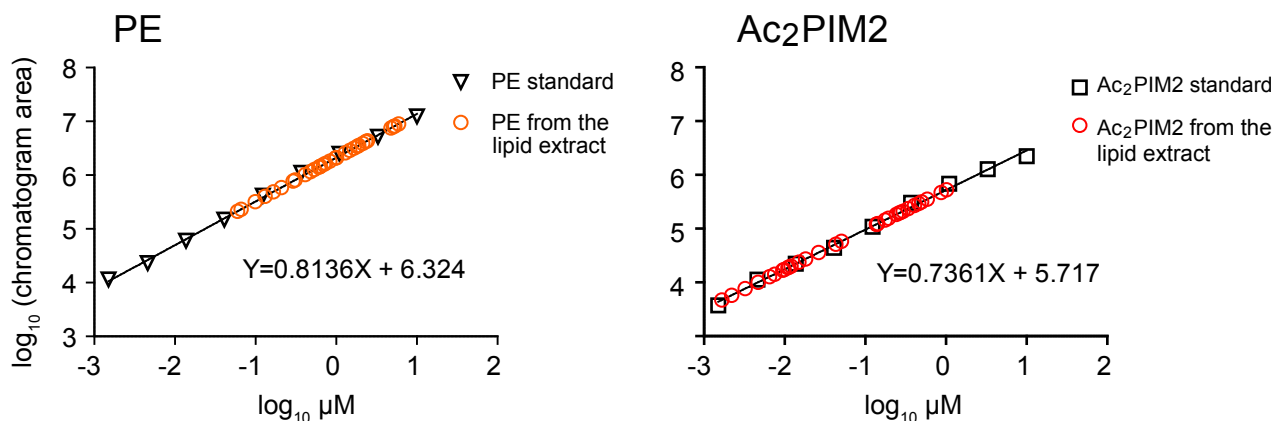 PE
8
7
6
5
4
3
log₁₀ (chromatogram area)
-3 -2 -1 0 1 2
log₁₀ µM
PE standard
PE from the
lipid extract
Y=0.8136X + 6.324
Ac₂PIM2
8
7
6
5
4
-3 -2 -1 0 1 2
log₁₀ µM
Ac₂PIM2 standard
Ac₂PIM2 from the
lipid extract
Y=0.7361X + 5.717